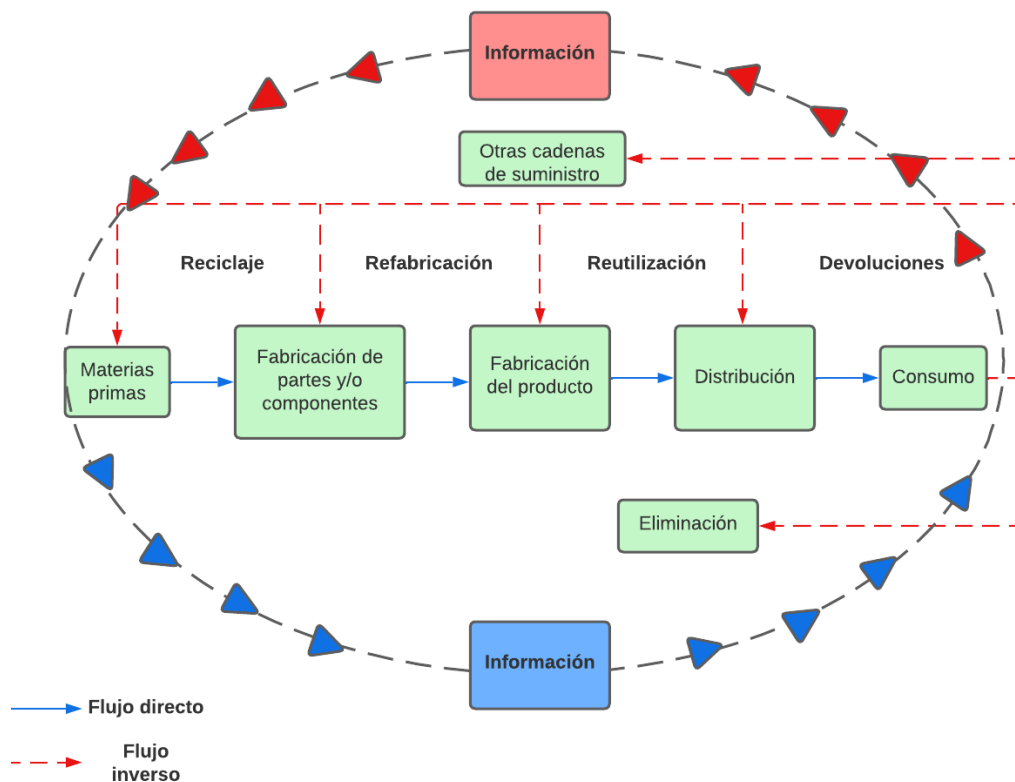 Información
Otras cadenas
de suministro
Reciclaje
Refabricación
Reutilización
Devoluciones
Materias
primas
Fabricación de
partes y/o
componentes
Fabricación
del producto
Distribución
Consumo
Eliminación
Información
Flujo directo
Flujo
inverso